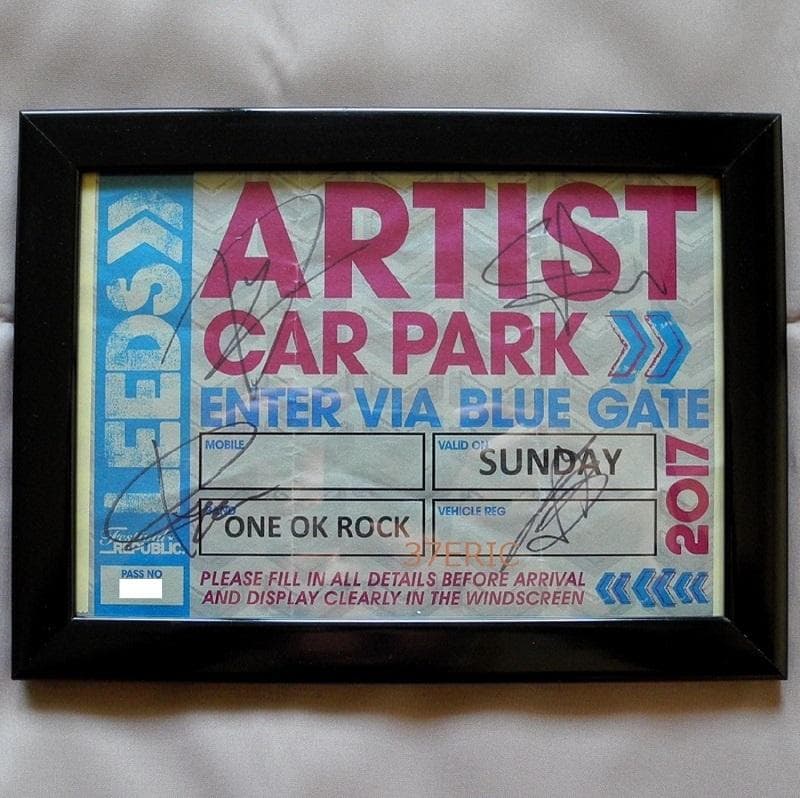 LEEDS
Festival
REPUBLIC.
PASS NO
ARTIST
CAR PARK
ENTER VIA BLUE GATE
MOBILE
VALID ON
SUNDAY
BAND
ONE OK ROCK
VEHICLE REG
2017
37ERIC
PLEASE FILL IN ALL DETAILS BEFORE ARRIVAL
AND DISPLAY CLEARLY IN THE WINDSCREEN